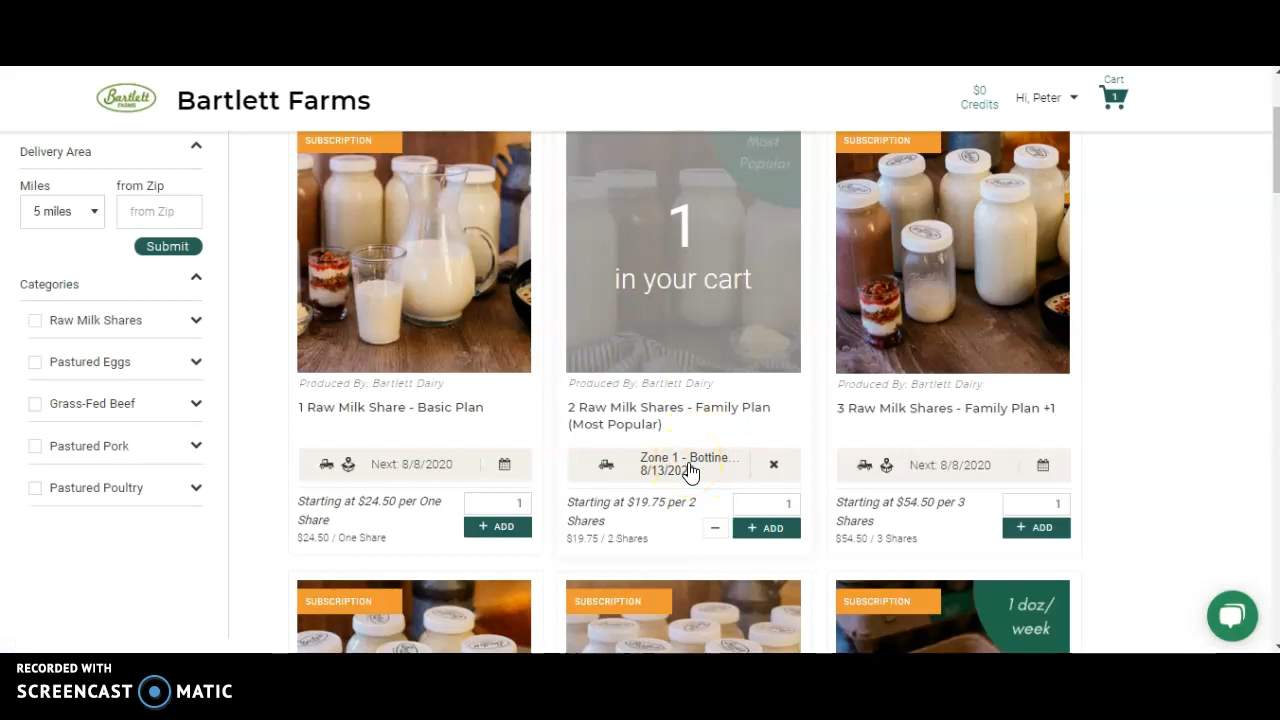 Bartlett
FARMS
Bartlett Farms
$0
Credits
Hi, Peter
Cart
1
Delivery Area
Miles
from Zip
5 miles
from Zip
Submit
Categories
Raw Milk Shares
Pastured Eggs
Grass-Fed Beef
Pastured Pork
Pastured Poultry
SUBSCRIPTION
Produced By: Bartlett Dairy
1 Raw Milk Share - Basic Plan
Next: 8/8/2020
Starting at $24.50 per One
Share
$24.50 / One Share
1
+ ADD
Most
Popular
1
in your cart
Produced By: Bartlett Dairy
2 Raw Milk Shares - Family Plan
(Most Popular)
Zone 1 - Bottine...
8/13/202
Starting at $19.75 per 2
Shares
$19.75 / 2 Shares
1
+ ADD
SUBSCRIPTION
Produced By: Bartlett Dairy
3 Raw Milk Shares - Family Plan +1
Next: 8/8/2020
Starting at $54.50 per 3
Shares
$54.50 / 3 Shares
1
+ ADD
SUBSCRIPTION
SUBSCRIPTION
SUBSCRIPTION
1 doz/
week
RECORDED WITH
SCREENCAST MATIC